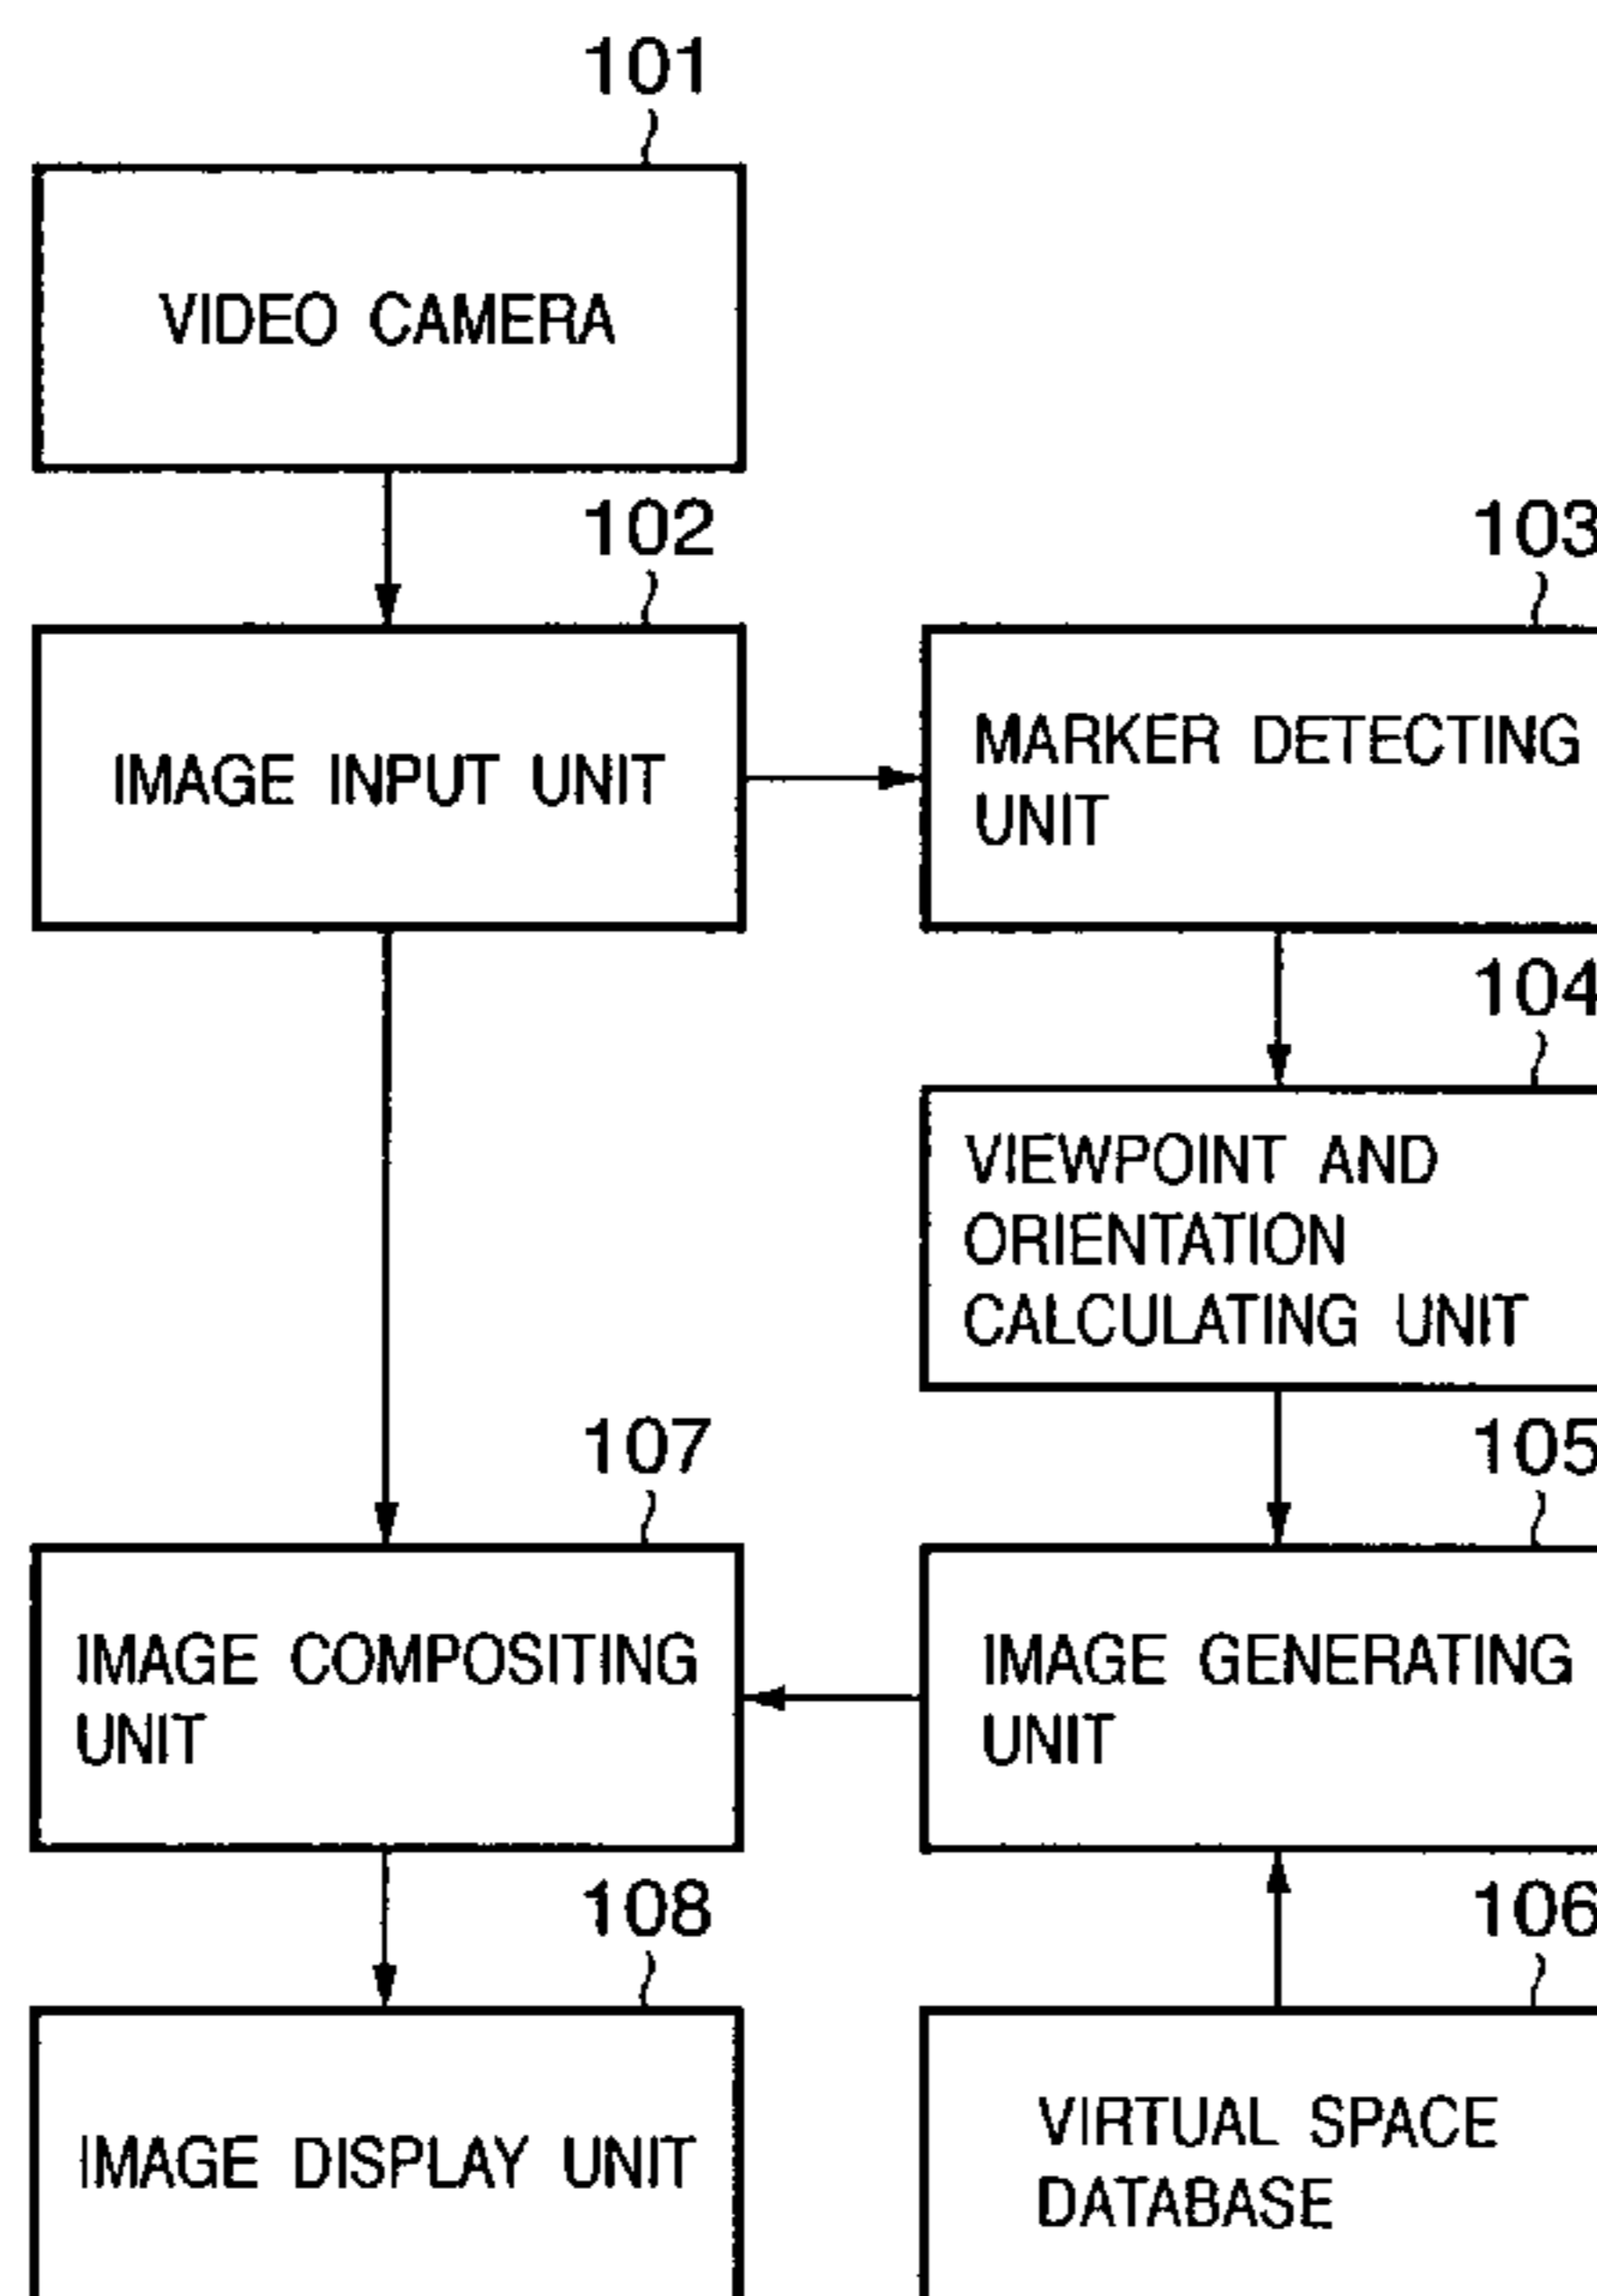 101
VIDEO CAMERA
102
IMAGE INPUT UNIT
103
MARKER DETECTING
UNIT
104
VIEWPOINT AND
ORIENTATION
CALCULATING UNIT
107
IMAGE COMPOSITING
UNIT
105
IMAGE GENERATING
UNIT
108
IMAGE DISPLAY UNIT
106
VIRTUAL SPACE
DATABASE